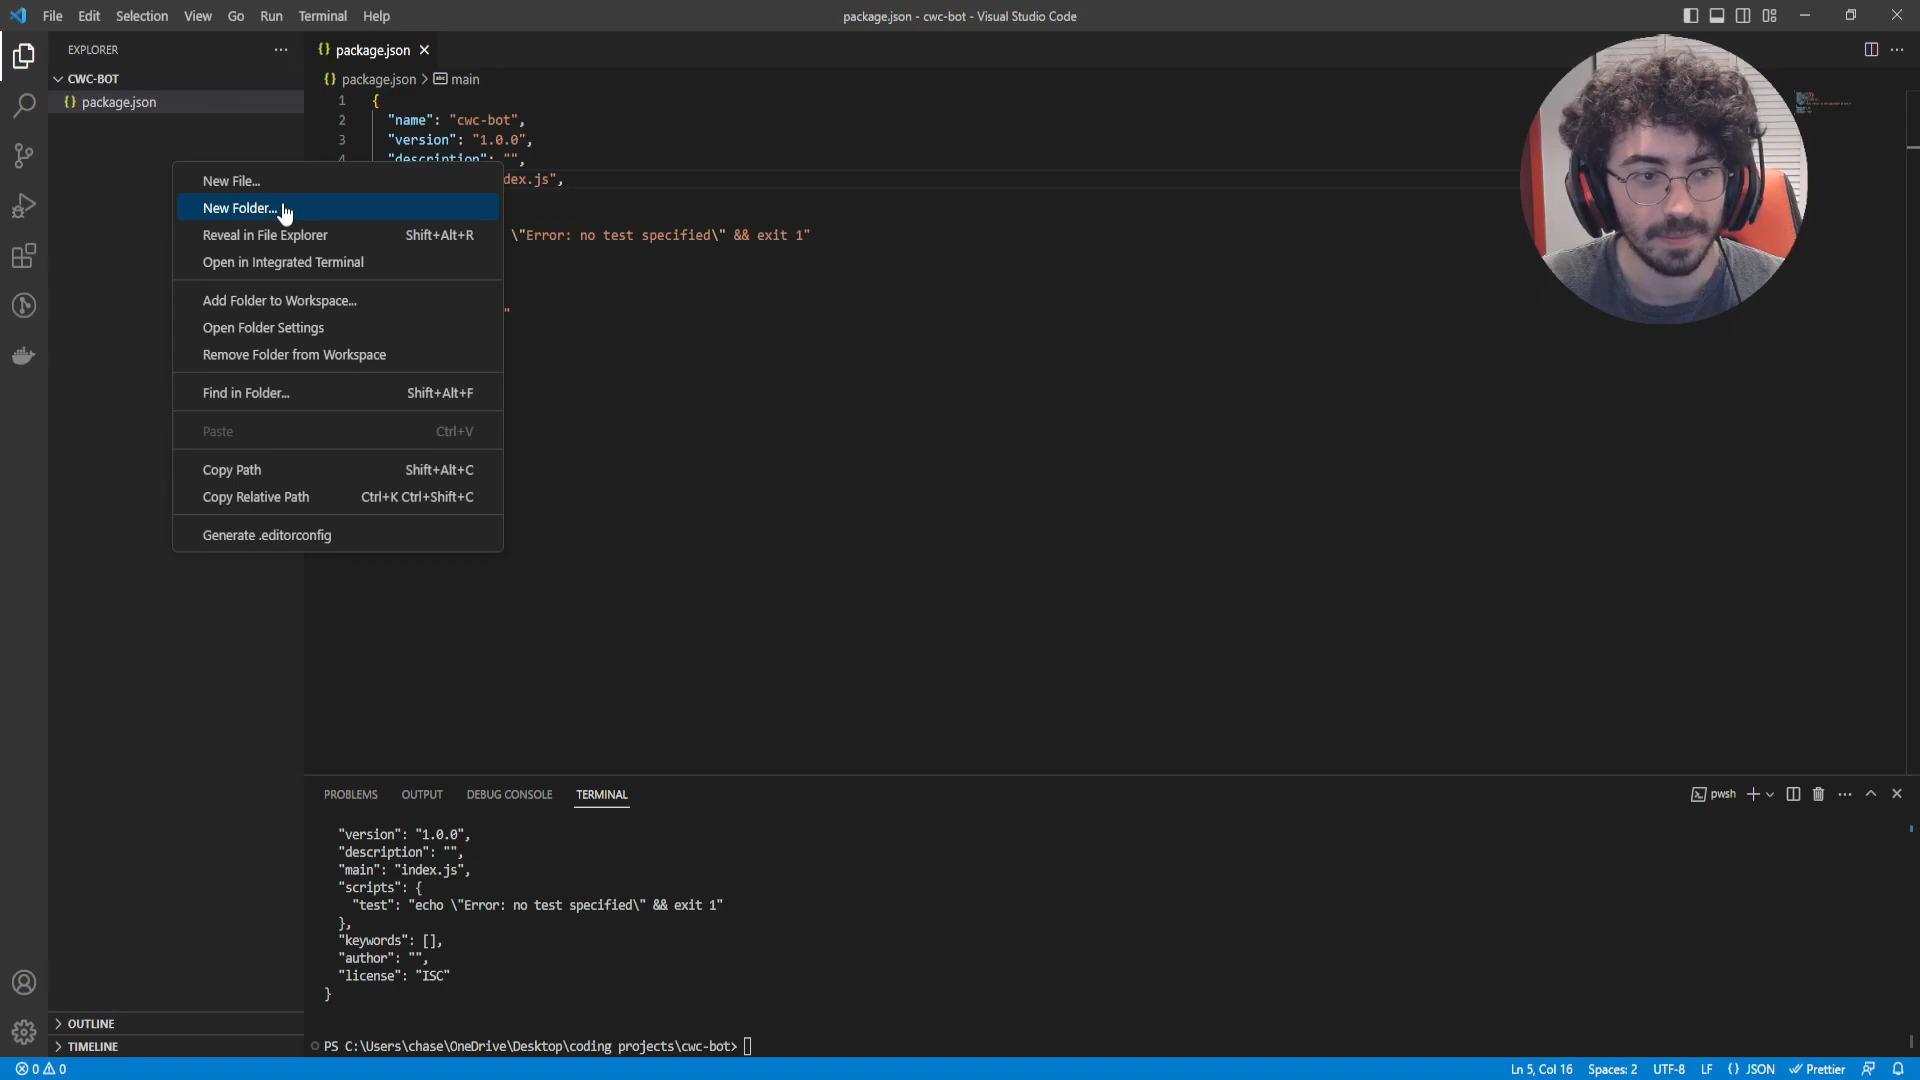 File Edit Selection View Go Run Terminal Help
package.json - cwc-bot - Visual Studio Code
EXPLORER
CWC-BOT
{} package.json
{} package.json
{} package.json > main
1 {
2 "name": "cwc-bot",
3 "version": "1.0.0",
4 "description": "",
dex.js",
\"Error: no test specified\" && exit 1"
"
New File...
New Folder...
Reveal in File Explorer Shift+Alt+R
Open in Integrated Terminal
Add Folder to Workspace...
Open Folder Settings
Remove Folder from Workspace
Find in Folder... Shift+Alt+F
Paste Ctrl+V
Copy Path Shift+Alt+C
Copy Relative Path Ctrl+K Ctrl+Shift+C
Generate .editorconfig
PROBLEMS OUTPUT DEBUG CONSOLE TERMINAL
pwsh
"version": "1.0.0",
"description": "",
"main": "index.js",
"scripts": {
"test": "echo \"Error: no test specified\" && exit 1"
},
"keywords": [],
"author": "",
"license": "ISC"
}
PS C:\Users\chase\OneDrive\Desktop\coding projects\cwc-bot>
OUTLINE
TIMELINE
0 0
Ln 5, Col 16 Spaces: 2 UTF-8 LF {} JSON Prettier